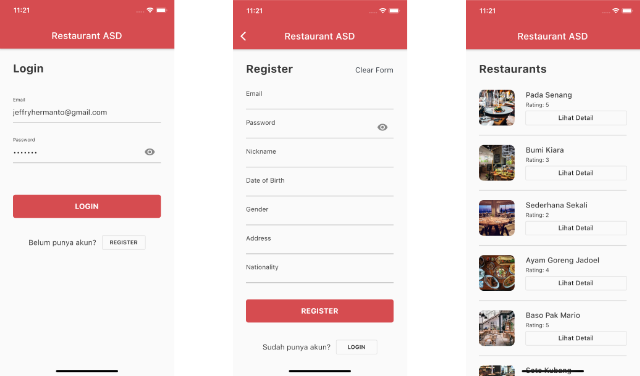 11:21
Restaurant ASD
Login
Email
jeffryhermanto@gmail.com
Password
•••••••
LOGIN
Belum punya akun?
REGISTER
11:21
Restaurant ASD
Register
Clear Form
Email
Password
Nickname
Date of Birth
Gender
Address
Nationality
REGISTER
Sudah punya akun?
LOGIN
11:21
Restaurant ASD
Restaurants
Pada Senang
Rating: 5
Lihat Detail
Bumi Kiara
Rating: 3
Lihat Detail
Sederhana Sekali
Rating: 2
Lihat Detail
Ayam Goreng Jadoel
Rating: 4
Lihat Detail
Baso Pak Mario
Rating: 5
Lihat Detail
Soto Kubang